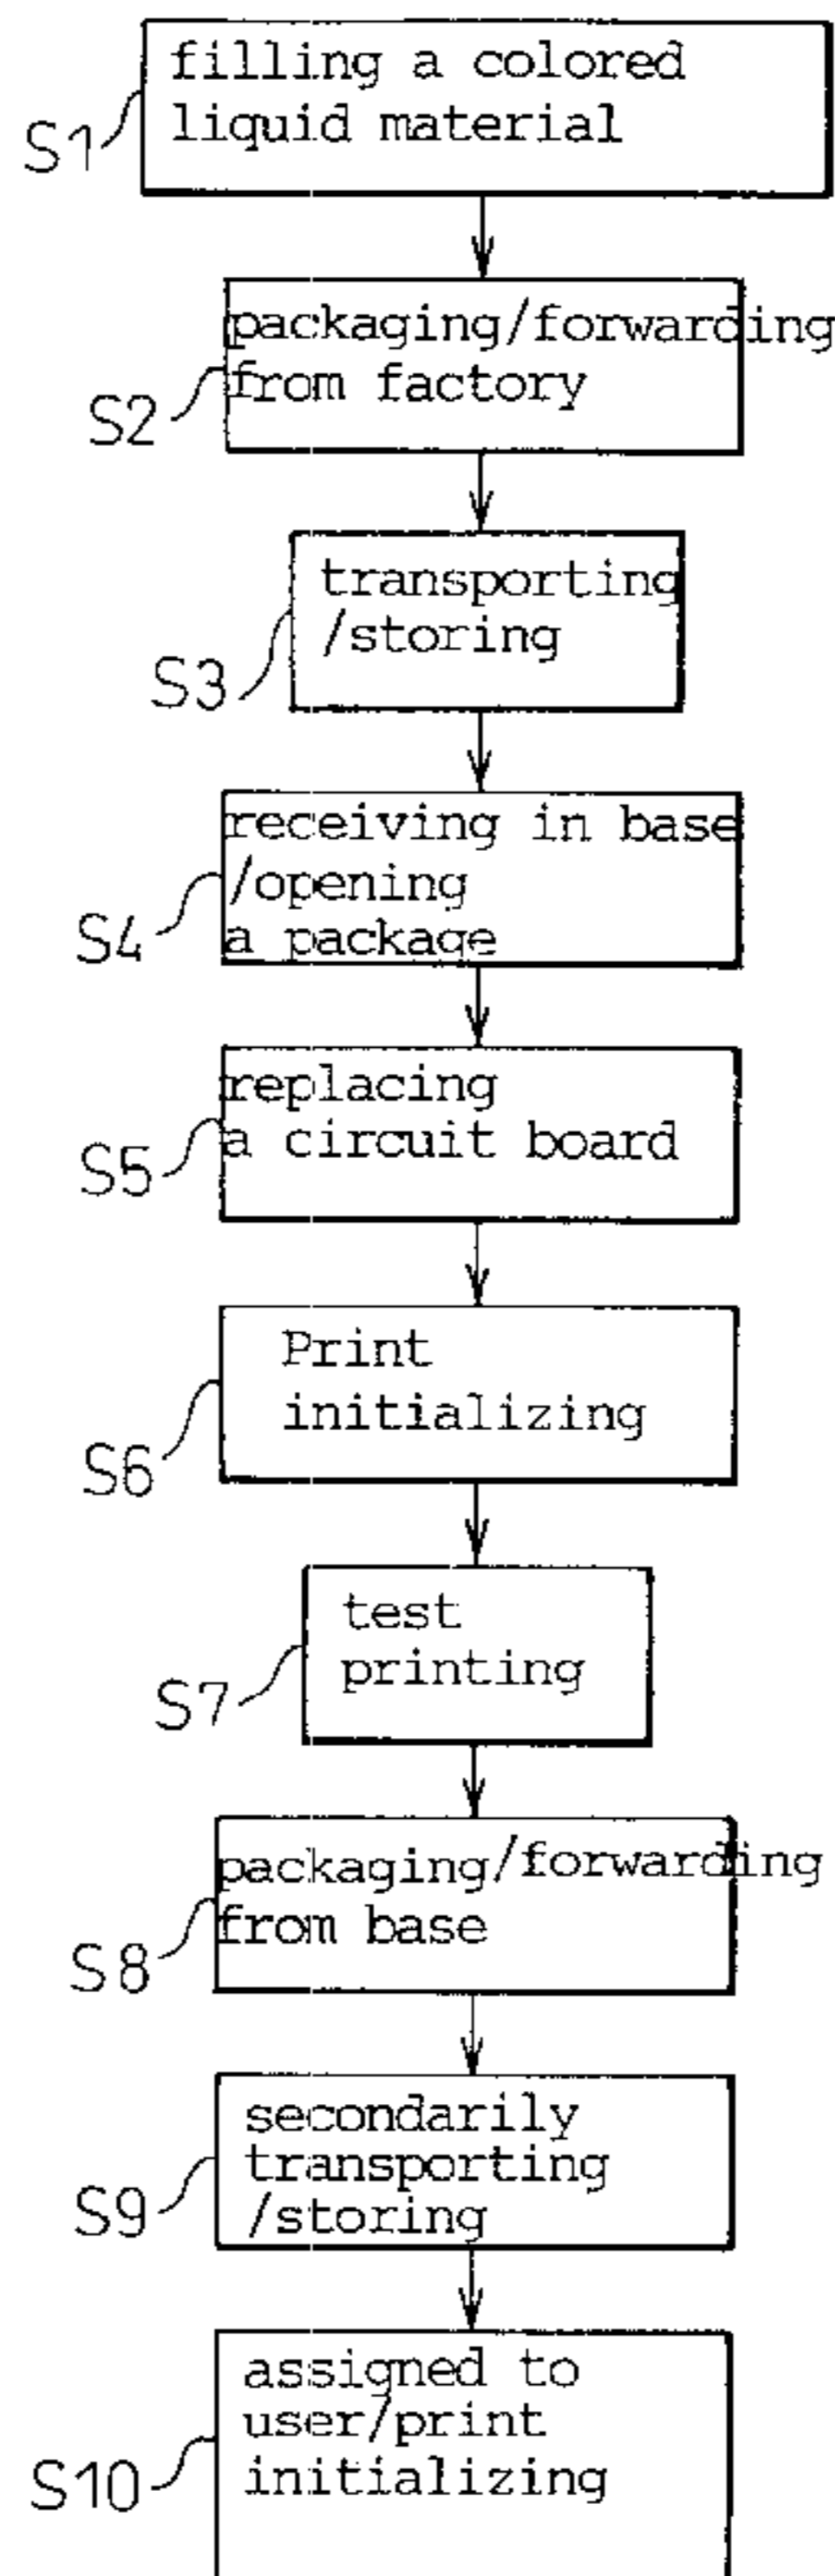 filling a colored
liquid material
S1
packaging/forwarding
from factory
S2
transporting
/storing
S3
receiving in base
/opening
a package
S4
replacing
a circuit board
S5
Print
initializing
S6
test
printing
S7
packaging/forwarding
from base
S8
secondarily
transporting
/storing
S9
assigned to
user/print
initializing
S10